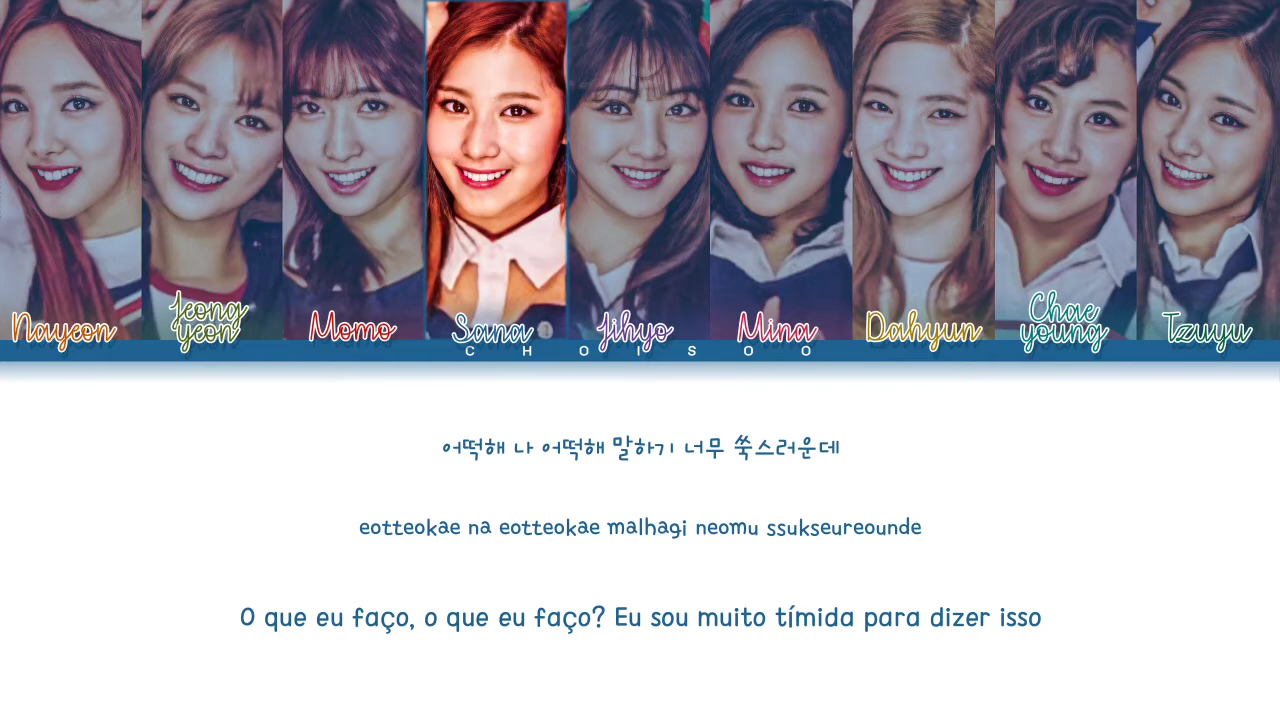 Nayeon
Jeong
yeon
Momo
Sana
Jihyo
Mina
Dahyun
Chae
young
Tzuyu
CHOISOO
어떡해 나 어떡해 말하기 너무 쑥스러운데
eotteokae na eotteokae malhagi neomu ssukseureounde
O que eu faço, o que eu faço? Eu sou muito tímida para dizer isso